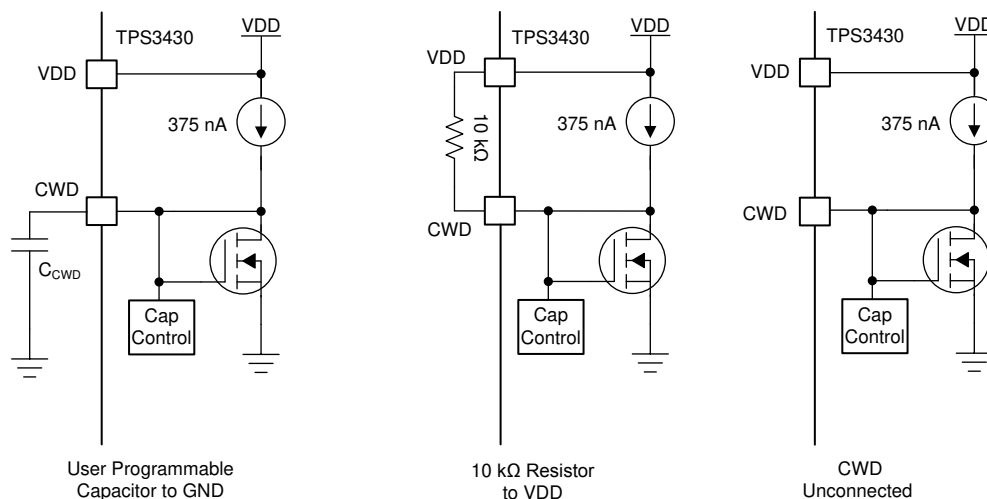 TPS3430
VDD
VDD
375 nA
CWD
CCWD
Cap
Control
User Programmable
Capacitor to GND
TPS3430
VDD
VDD
10 kΩ
375 nA
CWD
Cap
Control
10 kΩ Resistor
to VDD
TPS3430
VDD
VDD
375 nA
CWD
Cap
Control
CWD
Unconnected